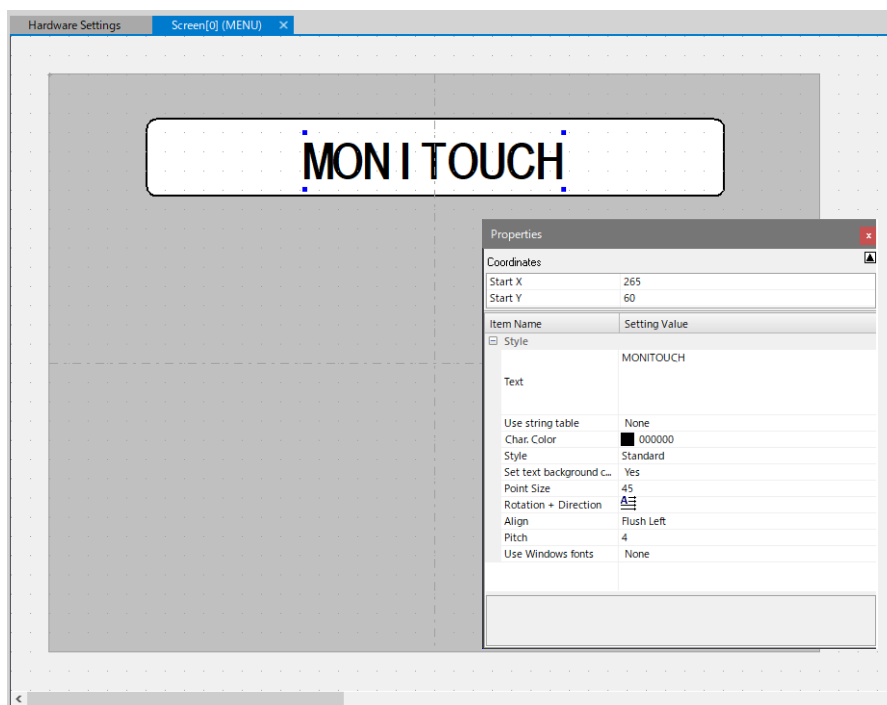 Hardware Settings Screen[0] (MENU) ×
MONITOUCH
Properties x
Coordinates
Start X 265
Start Y 60
Item Name Setting Value
Style
Text MONITOUCH
Use string table None
Char. Color 000000
Style Standard
Set text background c... Yes
Point Size 45
Rotation + Direction A
Align Flush Left
Pitch 4
Use Windows fonts None